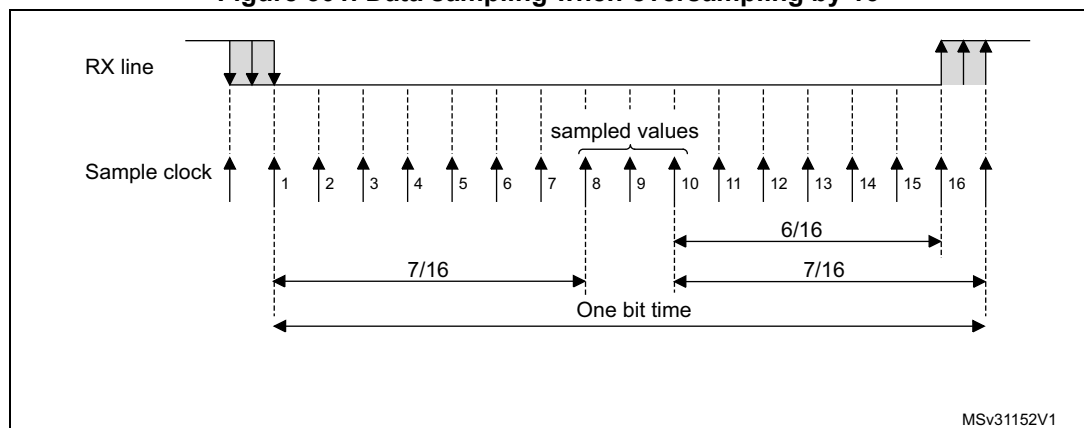 Figure Data sampling when oversampling by 16
RX line
sampled values
Sample clock
1 2 3 4 5 6 7 8 9 10 11 12 13 14 15 16
6/16
7/16 7/16
One bit time
MSv31152V1